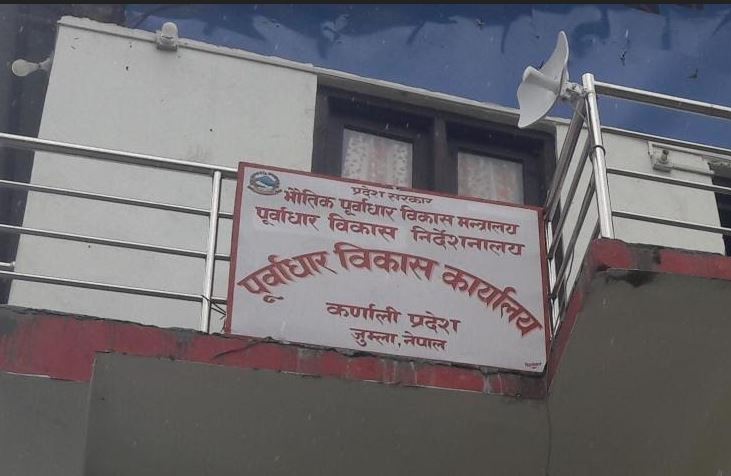 प्रदेश सरकार
भौतिक पूर्वाधार विकास मन्त्रालय
पूर्वाधार विकास निर्देशनालय
पूर्वाधार विकास कार्यालय
कर्णाली प्रदेश
जुम्ला, नेपाल